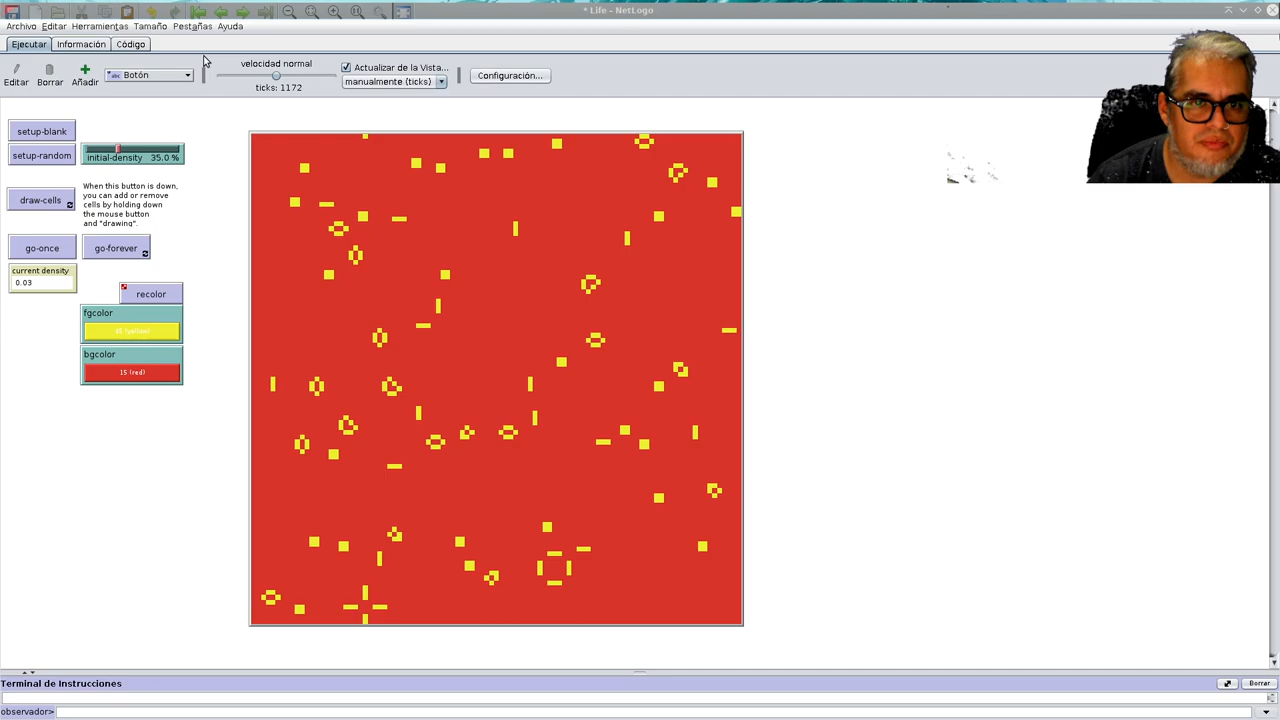 * Life - NetLogo
Archivo Editar Herramientas Tamaño Pestañas Ayuda
Ejecutar Información Código
Editar Borrar Añadir
abc Botón
velocidad normal
ticks: 1172
Actualizar de la Vista...
manualmente (ticks)
Configuración...
setup-blank
setup-random
initial-density 35.0 %
draw-cells
When this button is down,
you can add or remove
cells by holding down
the mouse button
and "drawing".
go-once
go-forever
current density
0.03
recolor
fgcolor
45 (yellow)
bgcolor
15 (red)
Terminal de Instrucciones
Borrar
observador>